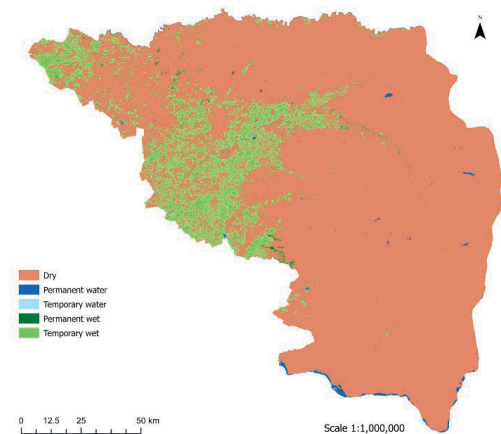 N
Dry
Permanent water
Temporary water
Permanent wet
Temporary wet
0 12.5 25 50 km
Scale 1:1,000,000